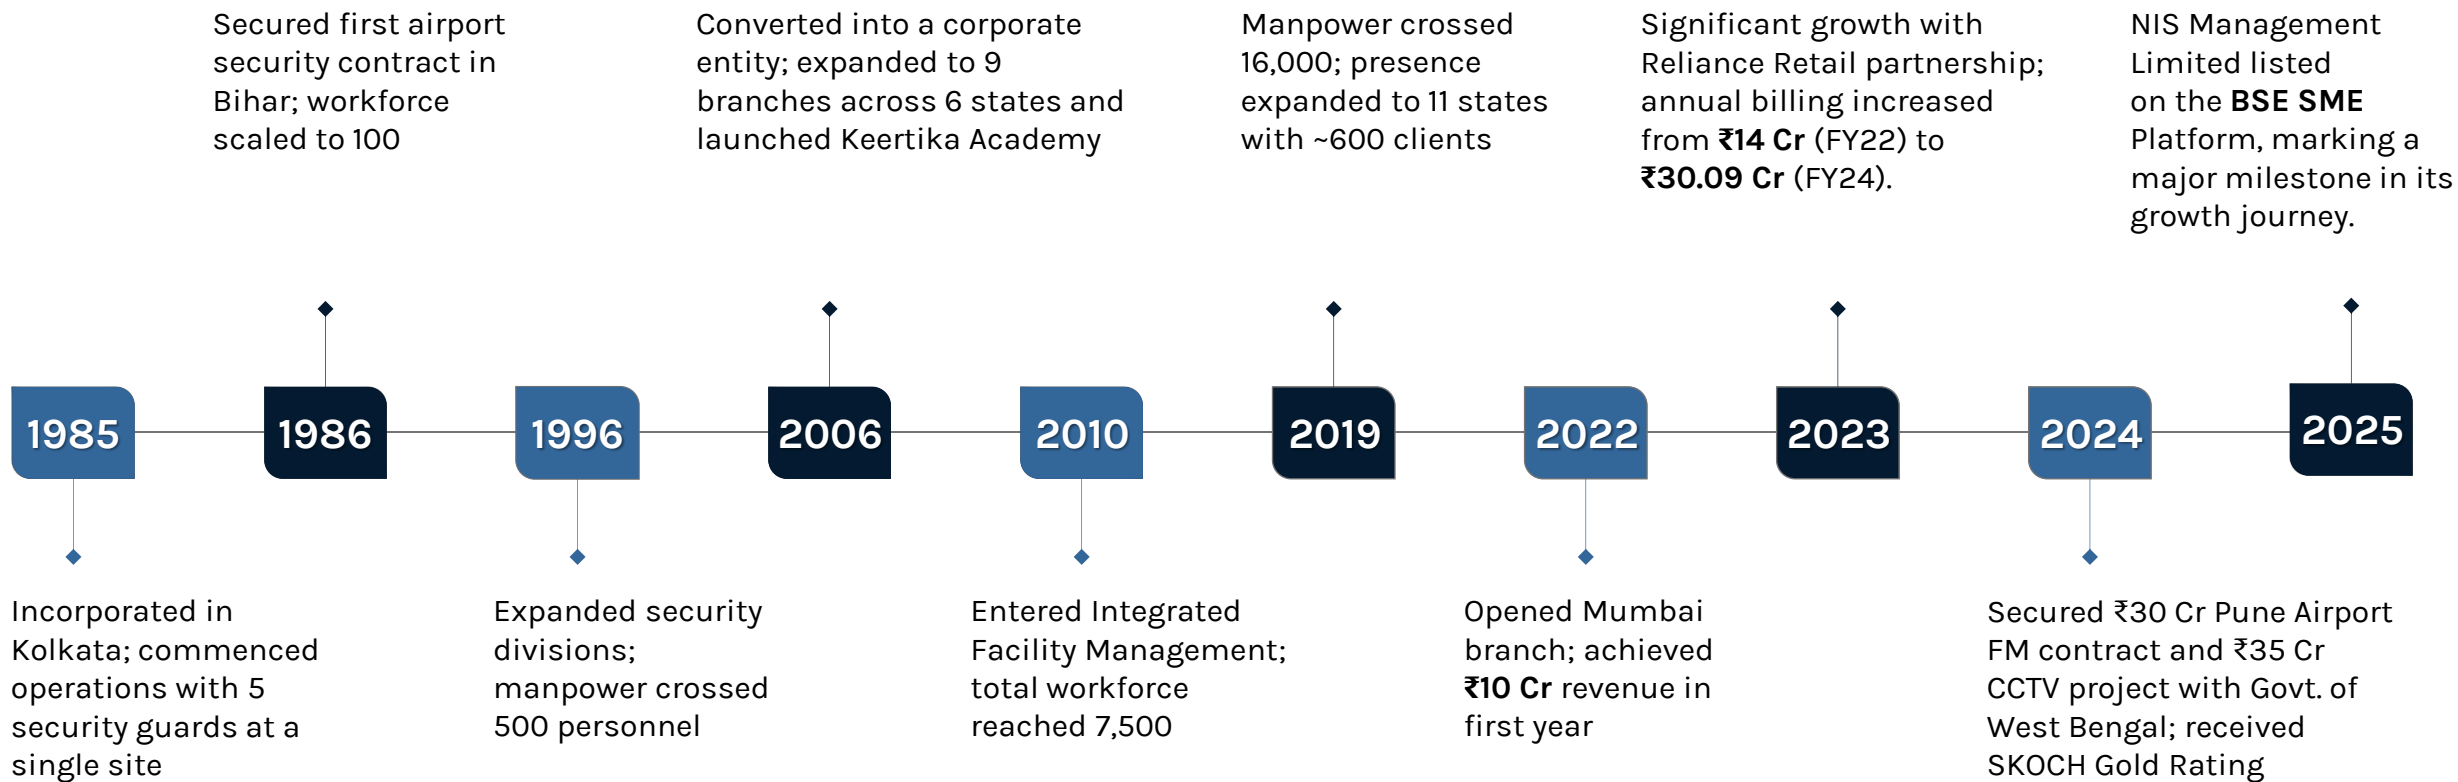 Secured first airport
security contract in
Bihar; workforce
scaled to 100
Converted into a corporate
entity; expanded to 9
branches across 6 states and
launched Keertika Academy
Manpower crossed
16,000; presence
expanded to 11 states
with ~600 clients
Significant growth with
Reliance Retail partnership;
annual billing increased
from ₹14 Cr (FY22) to
₹30.09 Cr (FY24).
NIS Management
Limited listed
on the BSE SME
Platform, marking a
major milestone in its
growth journey.
1985
1986
1996
2006
2010
2019
2022
2023
2024
2025
Incorporated in
Kolkata; commenced
operations with 5
security guards at a
single site
Expanded security
divisions;
manpower crossed
500 personnel
Entered Integrated
Facility Management;
total workforce
reached 7,500
Opened Mumbai
branch; achieved
₹10 Cr revenue in
first year
Secured ₹30 Cr Pune Airport
FM contract and ₹35 Cr
CCTV project with Govt. of
West Bengal; received
SKOCH Gold Rating